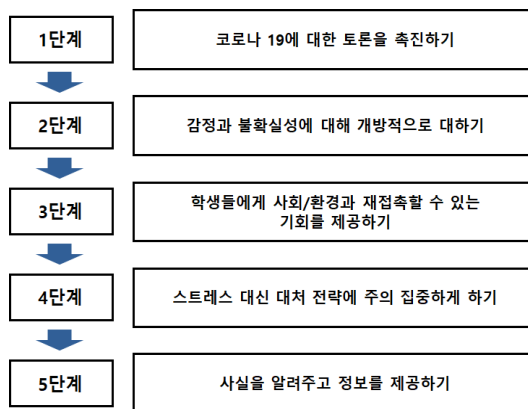 1단계
코로나 19에 대한 토론을 촉진하기
2단계
감정과 불확실성에 대해 개방적으로 대하기
3단계
학생들에게 사회/환경과 재접촉할 수 있는
기회를 제공하기
4단계
스트레스 대신 대처 전략에 주의 집중하게 하기
5단계
사실을 알려주고 정보를 제공하기